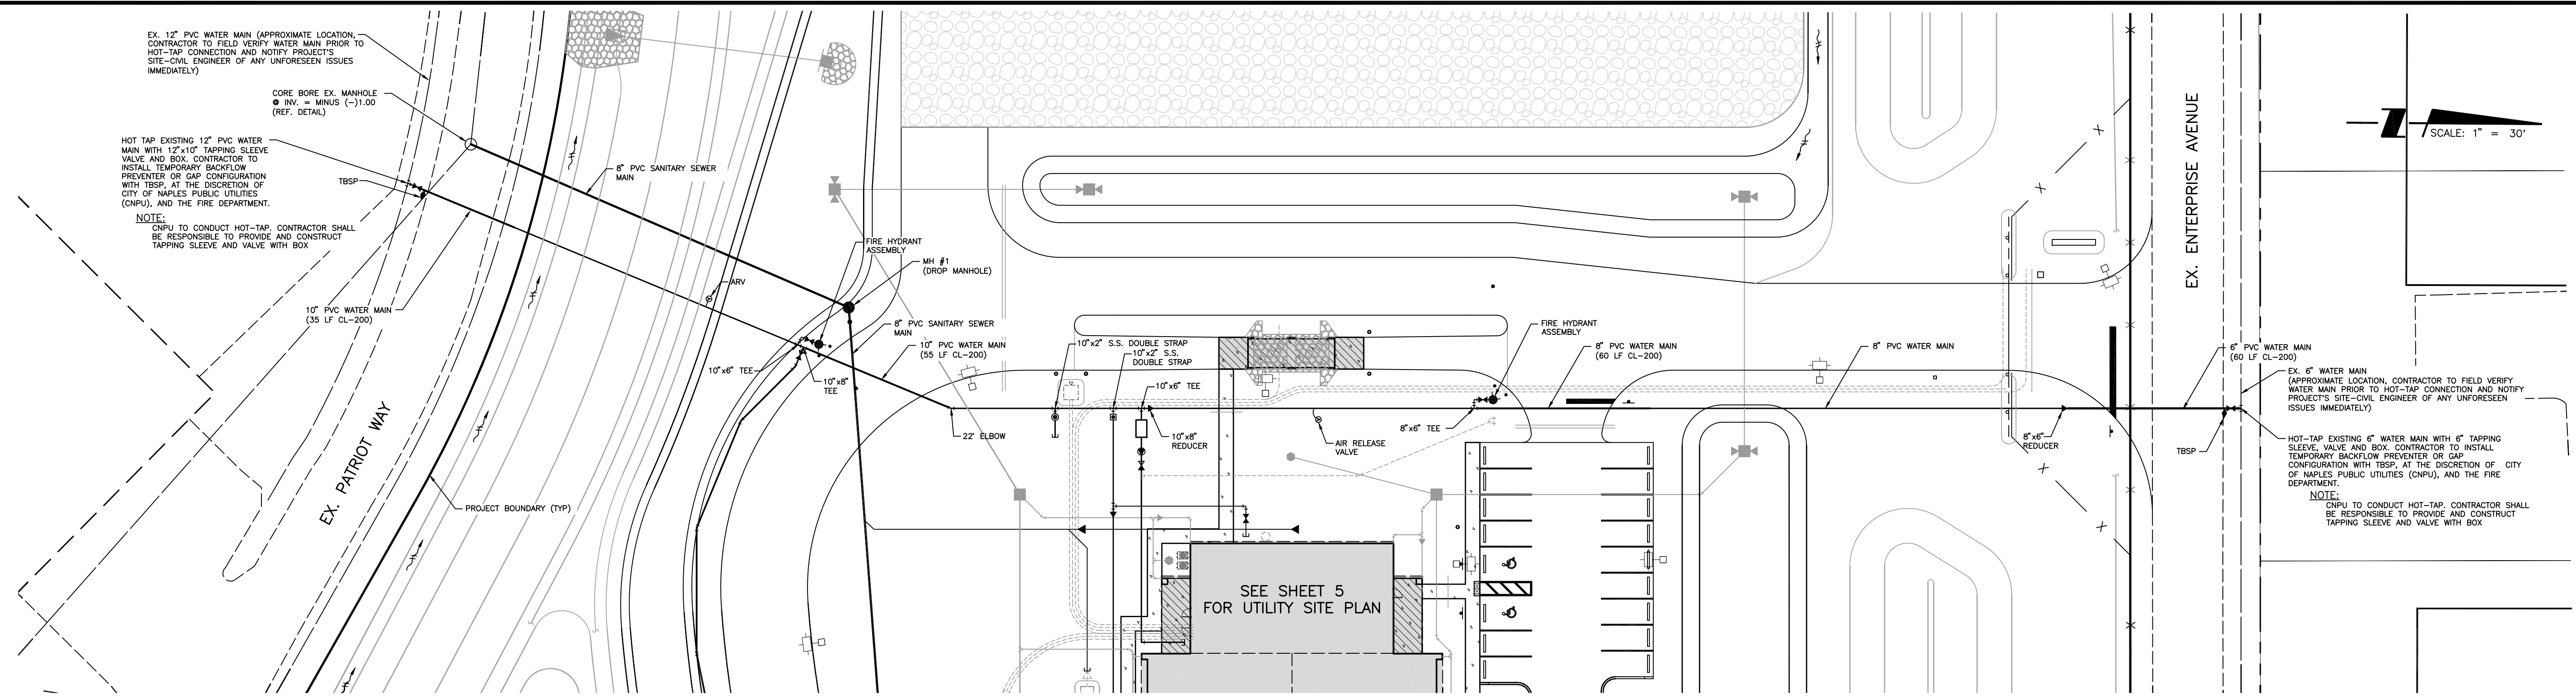 EX. 12" PVC WATER MAIN (APPROXIMATE LOCATION,
CONTRACTOR TO FIELD VERIFY WATER MAIN PRIOR TO
HOT-TAP CONNECTION AND NOTIFY PROJECT'S
SITE-CIVIL ENGINEER OF ANY UNFORESEEN ISSUES
IMMEDIATELY)
CORE BORE EX. MANHOLE
@ INV. = MINUS (-)1.00
(REF. DETAIL)
HOT TAP EXISTING 12" PVC WATER
MAIN WITH 12"x10" TAPPING SLEEVE
VALVE AND BOX. CONTRACTOR TO
INSTALL TEMPORARY BACKFLOW
PREVENTER OR GAP CONFIGURATION
WITH TBSP, AT THE DISCRETION OF
CITY OF NAPLES PUBLIC UTILITIES
(CNPU), AND THE FIRE DEPARTMENT.
NOTE:
CNPU TO CONDUCT HOT-TAP. CONTRACTOR SHALL
BE RESPONSIBLE TO PROVIDE AND CONSTRUCT
TAPPING SLEEVE AND VALVE WITH BOX
TBSP
10" PVC WATER MAIN
(35 LF CL-200)
EX. PATRIOT WAY
PROJECT BOUNDARY (TYP)
8" PVC SANITARY SEWER
MAIN
ARV
FIRE HYDRANT
ASSEMBLY
MH #1
(DROP MANHOLE)
8" PVC SANITARY SEWER
MAIN
10" PVC WATER MAIN
(55 LF CL-200)
10"x6" TEE
10"x8"
TEE
22° ELBOW
10"x2" S.S. DOUBLE STRAP
10"x2" S.S.
DOUBLE STRAP
10"x6" TEE
10"x8"
REDUCER
AIR RELEASE
VALVE
8"x6" TEE
FIRE HYDRANT
ASSEMBLY
8" PVC WATER MAIN
(60 LF CL-200)
8" PVC WATER MAIN
SEE SHEET 5
FOR UTILITY SITE PLAN
8"x6"
REDUCER
TBSP
EX. ENTERPRISE AVENUE
SCALE: 1" = 30'
6" PVC WATER MAIN
(60 LF CL-200)
EX. 6" WATER MAIN
(APPROXIMATE LOCATION, CONTRACTOR TO FIELD VERIFY
WATER MAIN PRIOR TO HOT-TAP CONNECTION AND NOTIFY
PROJECT'S SITE-CIVIL ENGINEER OF ANY UNFORESEEN
ISSUES IMMEDIATELY)
HOT-TAP EXISTING 6" WATER MAIN WITH 6" TAPPING
SLEEVE, VALVE AND BOX. CONTRACTOR TO INSTALL
TEMPORARY BACKFLOW PREVENTER OR GAP
CONFIGURATION WITH TBSP, AT THE DISCRETION OF CITY
OF NAPLES PUBLIC UTILITIES (CNPU), AND THE FIRE
DEPARTMENT.
NOTE:
CNPU TO CONDUCT HOT-TAP. CONTRACTOR SHALL
BE RESPONSIBLE TO PROVIDE AND CONSTRUCT
TAPPING SLEEVE AND VALVE WITH BOX